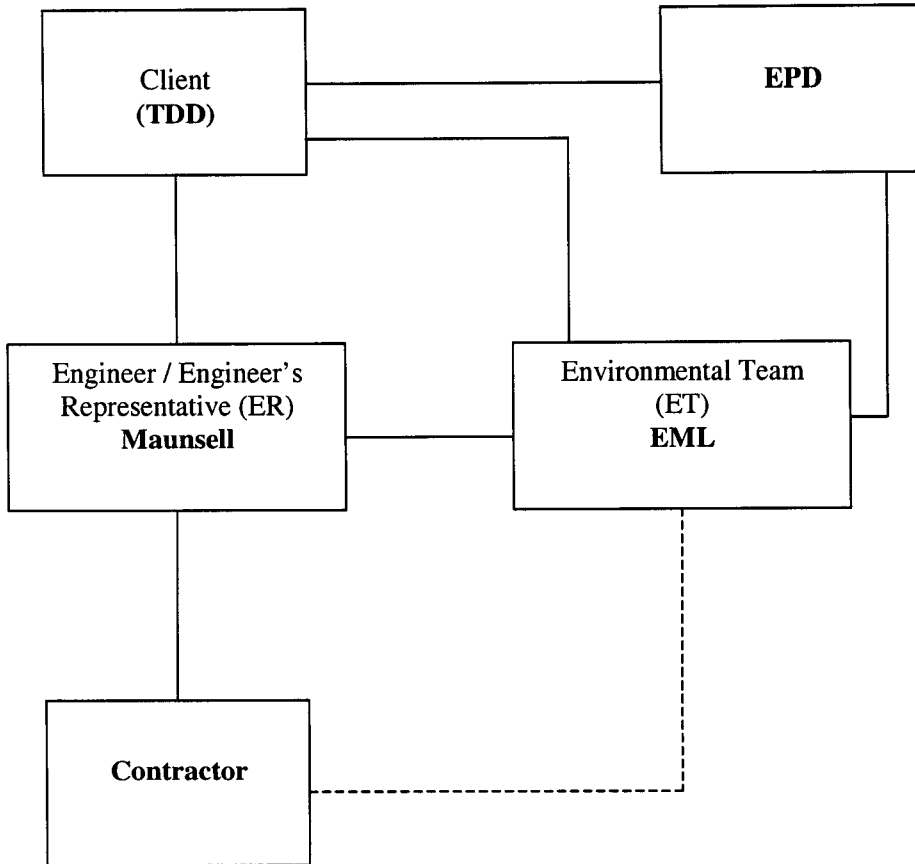 Client
(TDD)
EPD
Engineer / Engineer's
Representative (ER)
Maunsell
Environmental Team
(ET)
EML
Contractor